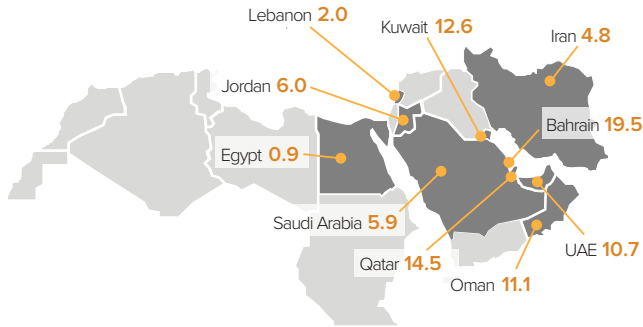 Lebanon 2.0
Kuwait 12.6
Iran 4.8
Jordan 6.0
Bahrain 19.5
Egypt 0.9
Saudi Arabia 5.9
UAE 10.7
Qatar 14.5
Oman 11.1